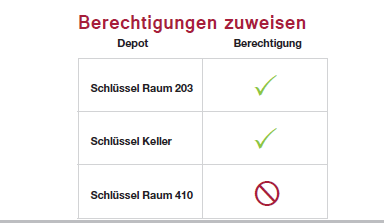 Berechtigungen zuweisen
Depot Berechtigung
Schlüssel Raum 203
Schlüssel Keller
Schlüssel Raum 410